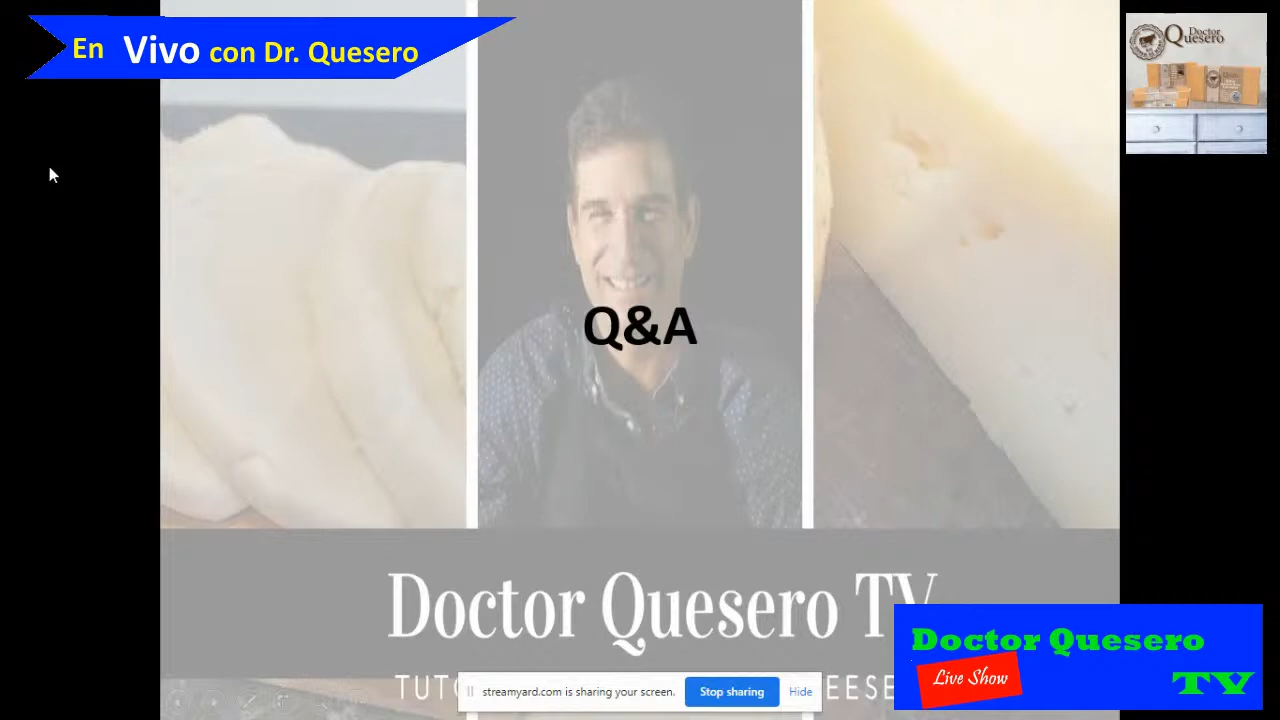 En Vivo con Dr. Quesero
Doctor
Quesero
Q&A
Doctor Quesero TV
streamyard.com is sharing your screen.
Stop sharing
Hide
Doctor Quesero
Live Show
TV